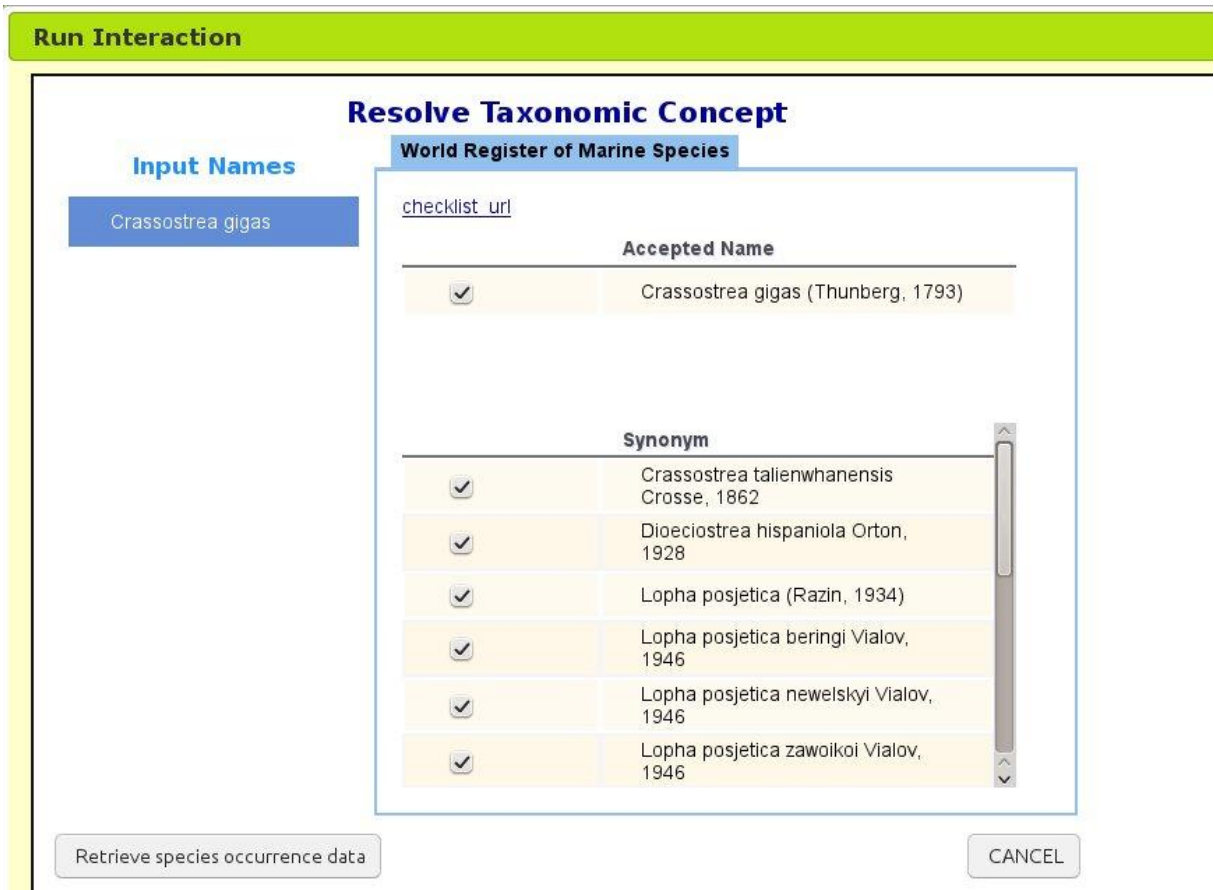 Run Interaction
Resolve Taxonomic Concept
Input Names
Crassostrea gigas
World Register of Marine Species
checklist_url
Accepted Name
Crassostrea gigas (Thunberg, 1793)
Synonym
Crassostrea talienwhanensis
Crosse, 1862
Dioeciostrea hispaniola Orton,
1928
Lopha posjetica (Razin, 1934)
Lopha posjetica beringi Vialov,
1946
Lopha posjetica newelskyi Vialov,
1946
Lopha posjetica zawoikoi Vialov,
1946
Retrieve species occurrence data
CANCEL